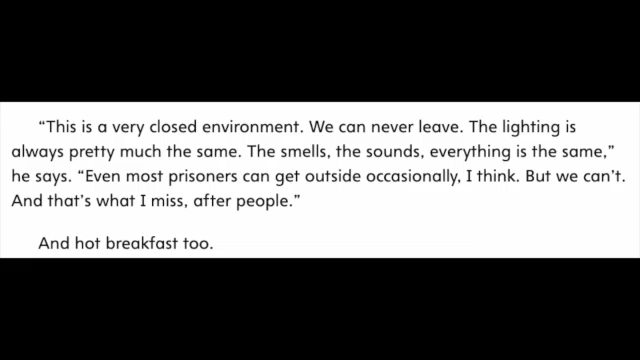 “This is a very closed environment. We can never leave. The lighting is
always pretty much the same. The smells, the sounds, everything is the same,”
he says. “Even most prisoners can get outside occasionally, I think. But we can’t.
And that’s what I miss, after people.”
And hot breakfast too.